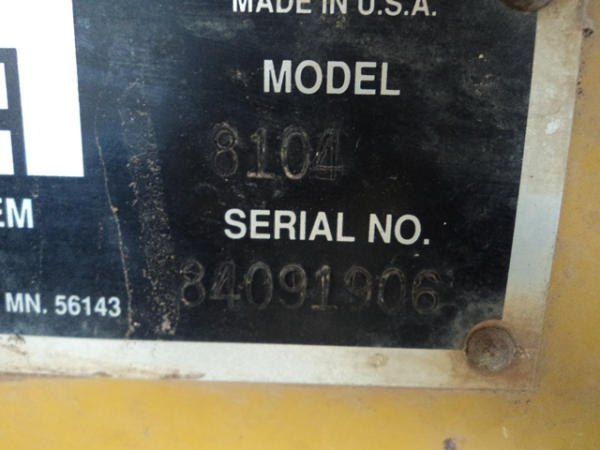 MADE IN U.S.A.
MODEL
8104
EM
SERIAL NO.
84091906
MN. 56143